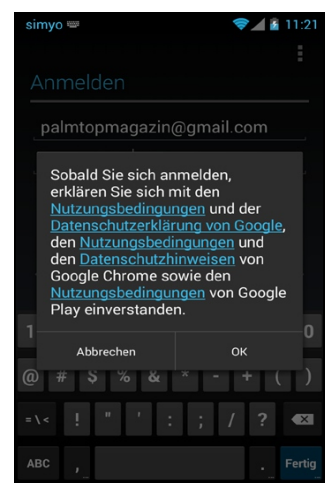 simyo 11:21
Anmelden
palmtopmagazin@gmail.com
Sobald Sie sich anmelden,
erklären Sie sich mit den
Nutzungsbedingungen und der
Datenschutzerklärung von Google,
den Nutzungsbedingungen und
den Datenschutzhinweisen von
Google Chrome sowie den
Nutzungsbedingungen von Google
Play einverstanden.
1 0
Abbrechen OK
@ # $ % & * - + ( )
=\< ! " ' : ; / ?
ABC , . Fertig